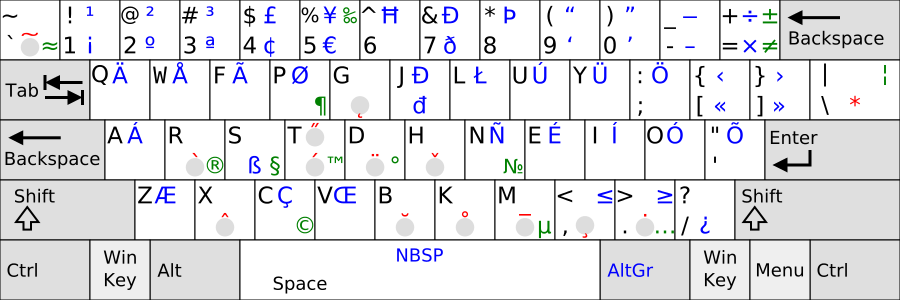 ~ ! ¹ @ ² # ³ $ £ % ¥ ‰ ^ Ħ & Ð * Þ ( “ ) ” _ – + ÷ ± Backspace
` ~ ≈ 1 ¡ 2 º 3 ª 4 ¢ 5 € 6 7 ð 8 9 ‘ 0 ’ - – = × ≠
Tab Q Ä W Å F Ã P Ø G J Đ L Ł U Ú Y Ü : Ö { ‹ } › | ¦
¶ ˛ đ ; [ « ] » \ *
Backspace A Á R S T ˝ D H N Ñ E É I Í O Ó " Õ Enter
` ® ß § ´ ™ ¨ ° ˇ № '
Shift Z Æ X C Ç V Œ B K M < ≤ > ≥ ? Shift
^ © ˘ ° ¯ µ , ¸ . ˙ … / ¿
Ctrl Win Key Alt NBSP AltGr Win Key Menu Ctrl
Space